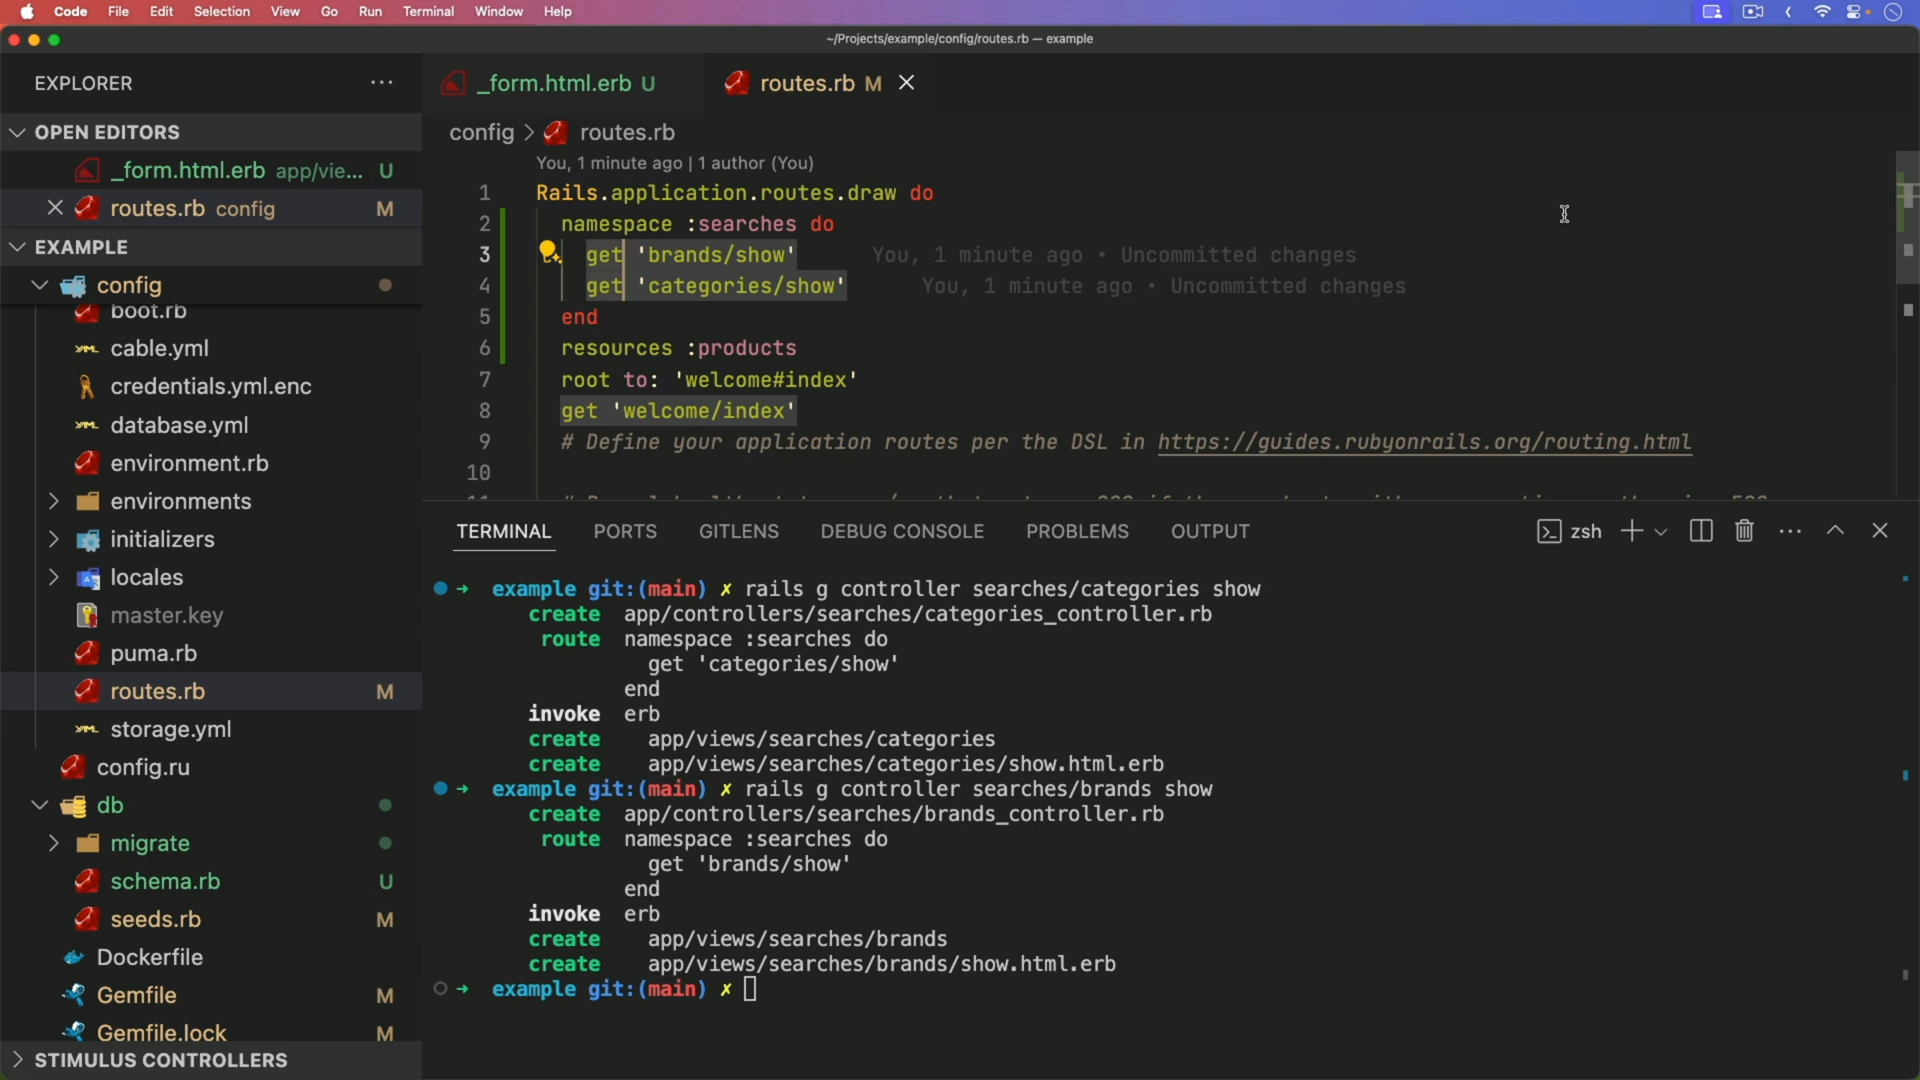 Code File Edit Selection View Go Run Terminal Window Help
~/Projects/example/config/routes.rb — example
EXPLORER
OPEN EDITORS
_form.html.erb app/vie... U
routes.rb config M
EXAMPLE
config
boot.rb
cable.yml
credentials.yml.enc
database.yml
environment.rb
environments
initializers
locales
master.key
puma.rb
routes.rb M
storage.yml
config.ru
db
migrate
schema.rb U
seeds.rb M
Dockerfile
Gemfile M
Gemfile.lock M
STIMULUS CONTROLLERS
_form.html.erb U
routes.rb M
config > routes.rb
You, 1 minute ago | 1 author (You)
1 Rails.application.routes.draw do
2 namespace :searches do
3 get 'brands/show' You, 1 minute ago • Uncommitted changes
4 get 'categories/show' You, 1 minute ago • Uncommitted changes
5 end
6 resources :products
7 root to: 'welcome#index'
8 get 'welcome/index'
9 # Define your application routes per the DSL in https://guides.rubyonrails.org/routing.html
10
TERMINAL PORTS GITLENS DEBUG CONSOLE PROBLEMS OUTPUT zsh
→ example git:(main) ✗ rails g controller searches/categories show
create app/controllers/searches/categories_controller.rb
route namespace :searches do
get 'categories/show'
end
invoke erb
create app/views/searches/categories
create app/views/searches/categories/show.html.erb
→ example git:(main) ✗ rails g controller searches/brands show
create app/controllers/searches/brands_controller.rb
route namespace :searches do
get 'brands/show'
end
invoke erb
create app/views/searches/brands
create app/views/searches/brands/show.html.erb
→ example git:(main) ✗